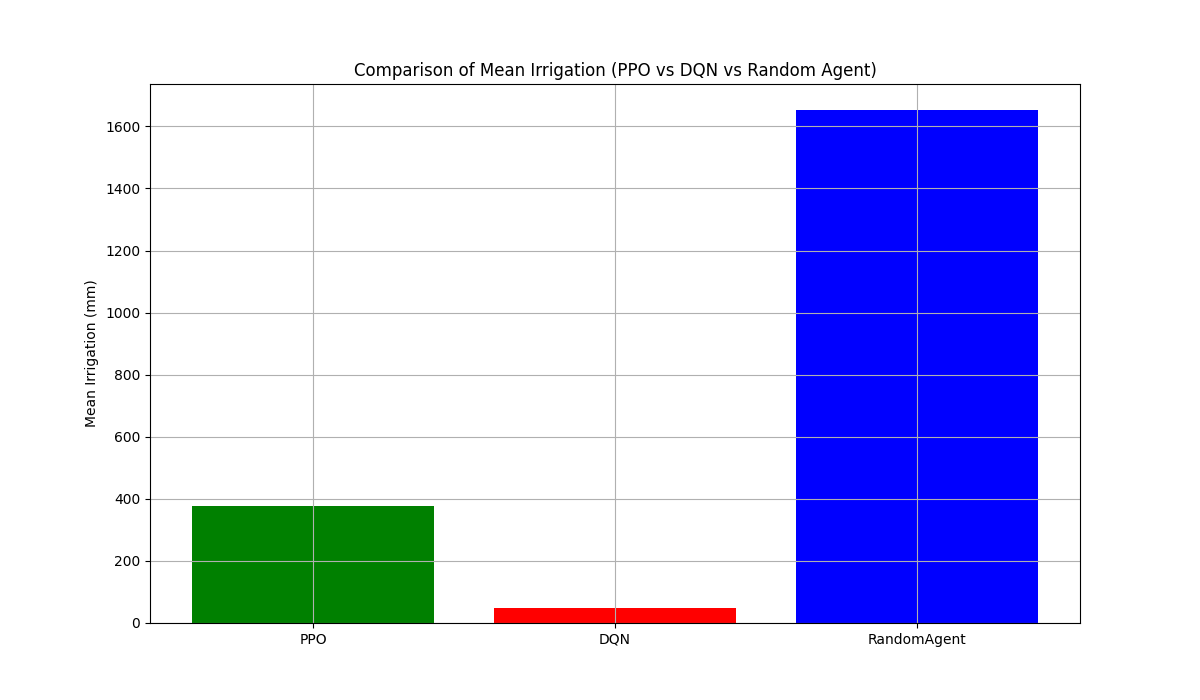 Comparison of Mean Irrigation (PPO vs DQN vs Random Agent)
Mean Irrigation (mm)
1600
1400
1200
1000
800
600
400
200
0
PPO
DQN
RandomAgent